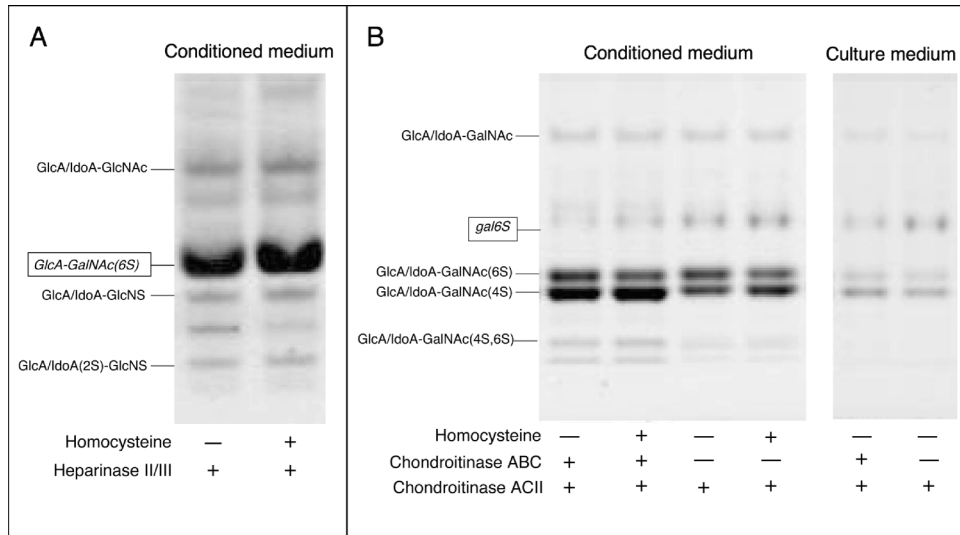 A
Conditioned medium
GlcA/IdoA-GlcNAc
GlcA-GalNAc(6S)
GlcA/IdoA-GlcNS
GlcA/IdoA(2S)-GlcNS
Homocysteine — +
Heparinase II/III + +
B
Conditioned medium Culture medium
GlcA/IdoA-GalNAc
gal6S
GlcA/IdoA-GalNAc(6S)
GlcA/IdoA-GalNAc(4S)
GlcA/IdoA-GalNAc(4S,6S)
Homocysteine — + — + — —
Chondroitinase ABC + + — — + —
Chondroitinase ACII + + + + + +